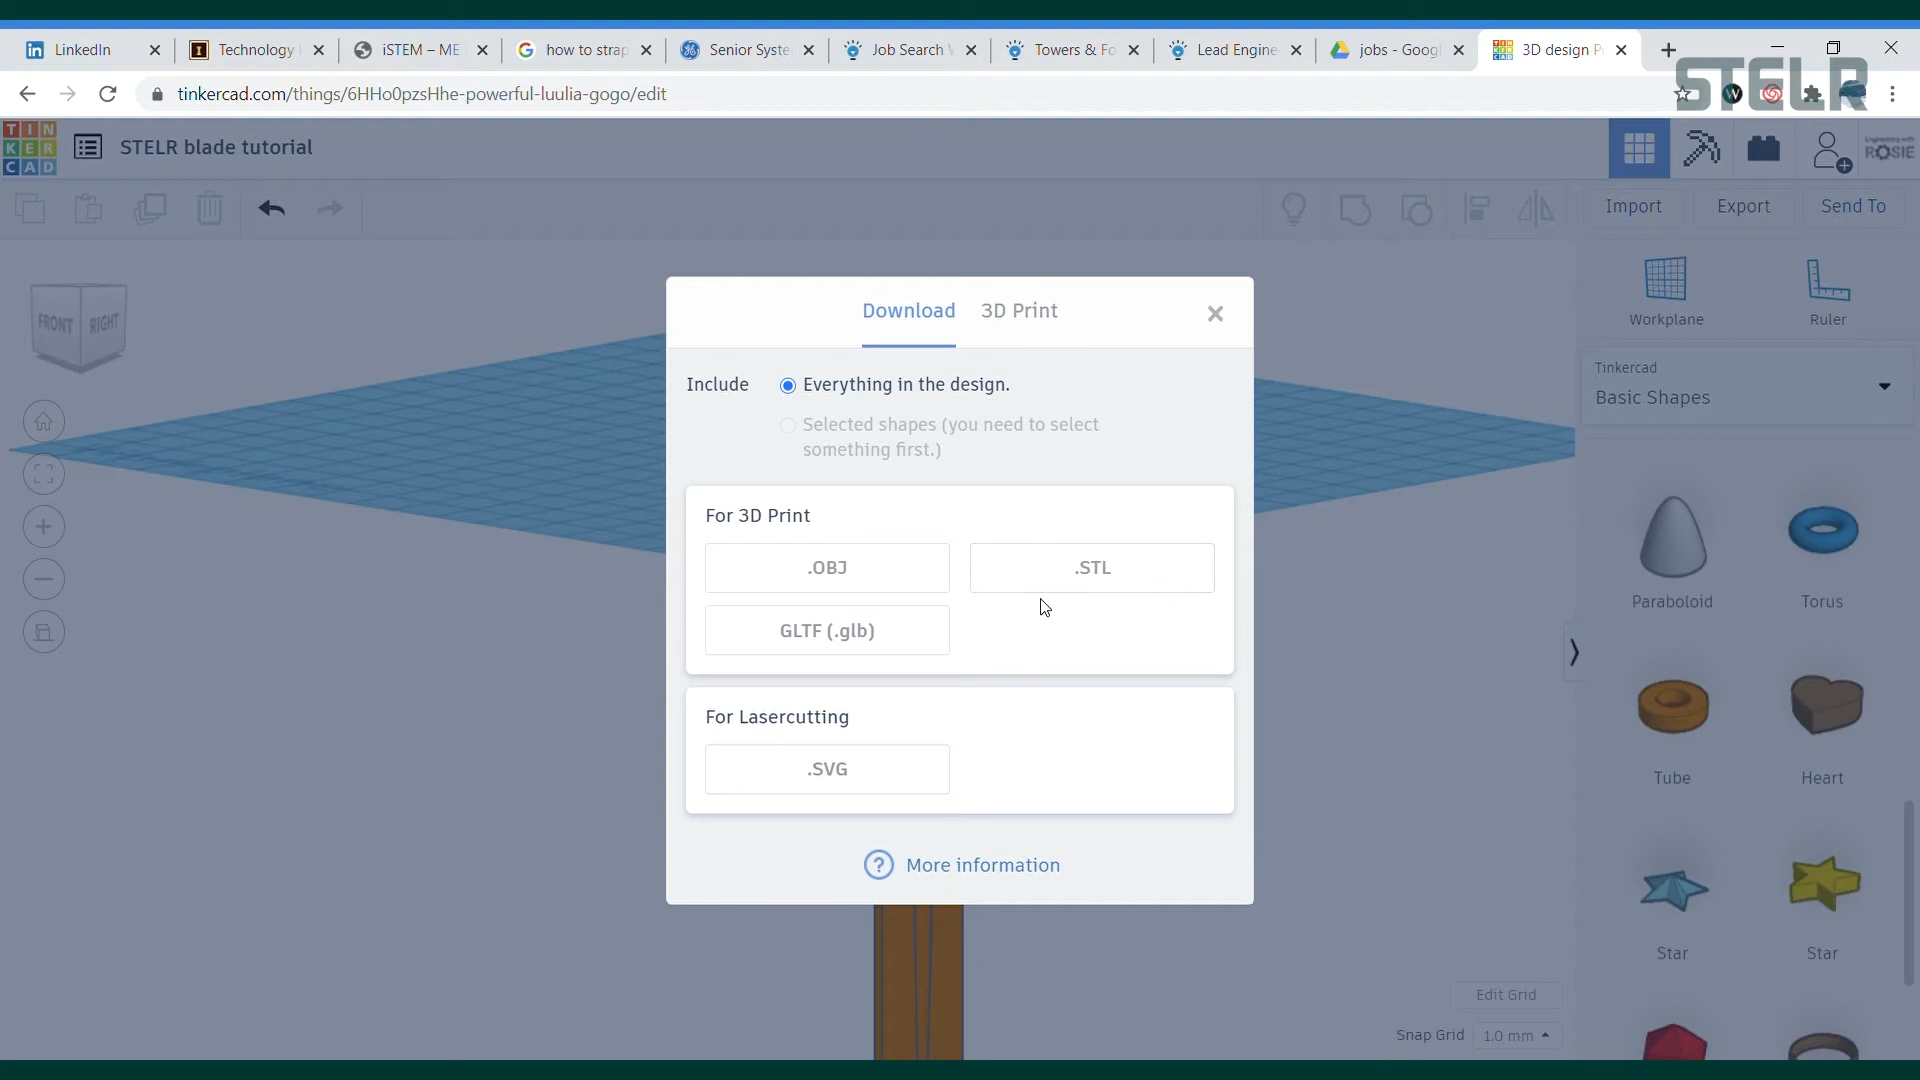 LinkedIn
Technology
iSTEM – ME
how to strap
Senior Syste
Job Search
Towers & Fo
Lead Engine
jobs - Googl
3D design P
STELR
tinkercad.com/things/6HHo0pzsHhe-powerful-luulia-gogo/edit
TIN
KER
CAD
STELR blade tutorial
Engineering with
ROSIE
Import
Export
Send To
FRONT
RIGHT
Workplane
Ruler
Tinkercad
Basic Shapes
Download
3D Print
Include
Everything in the design.
Selected shapes (you need to select
something first.)
For 3D Print
.OBJ
.STL
GLTF (.glb)
For Lasercutting
.SVG
More information
Paraboloid
Torus
Tube
Heart
Star
Star
Edit Grid
Snap Grid
1.0 mm